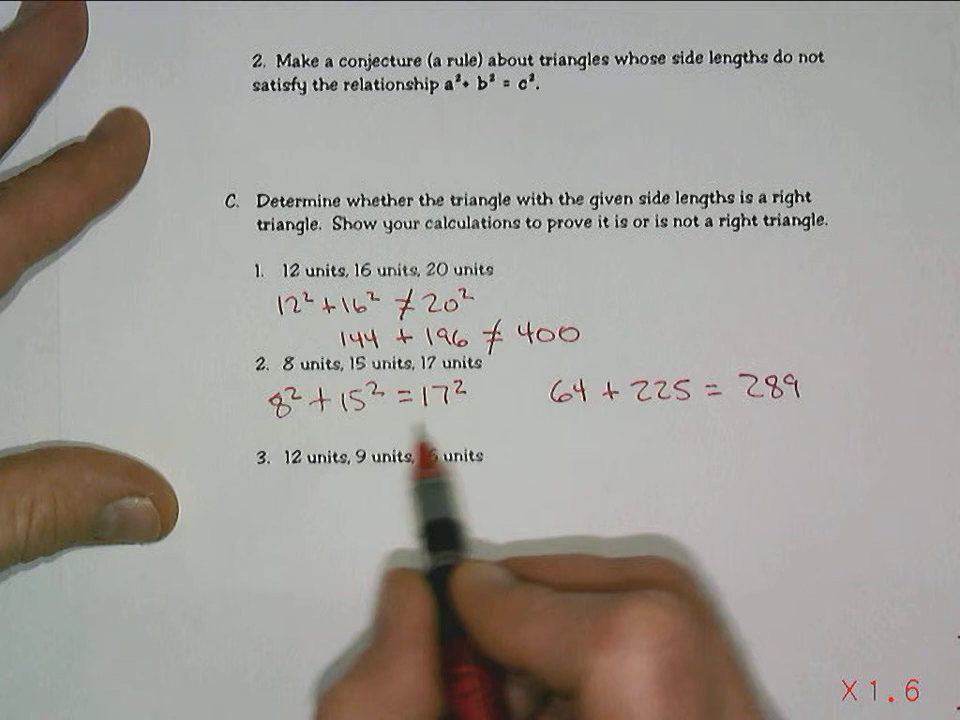 2. Make a conjecture (a rule) about triangles whose side lengths do not
satisfy the relationship a²+ b² = c².
C. Determine whether the triangle with the given side lengths is a right
triangle. Show your calculations to prove it is or is not a right triangle.
1. 12 units, 16 units, 20 units
12² + 16² ≠ 20²
144 + 196 ≠ 400
2. 8 units, 15 units, 17 units
8² + 15² = 17² 64 + 225 = 289
3. 12 units, 9 units, units
X1.6